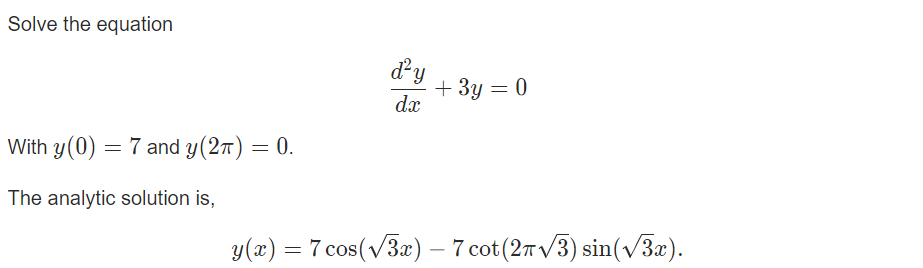 Solve the equation
d²y/dx + 3y = 0
With y(0) = 7 and y(2π) = 0.
The analytic solution is,
y(x) = 7 cos(√3x) − 7 cot(2π√3) sin(√3x).